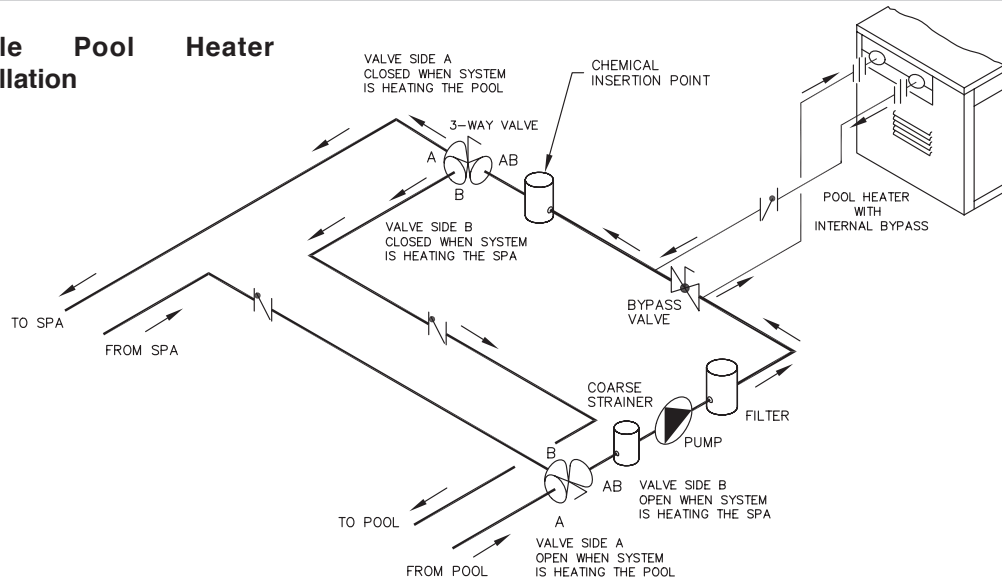 le Pool Heater
llation
VALVE SIDE A
CLOSED WHEN SYSTEM
IS HEATING THE POOL
CHEMICAL
INSERTION POINT
3-WAY VALVE
A
AB
B
VALVE SIDE B
CLOSED WHEN SYSTEM
IS HEATING THE SPA
POOL HEATER
WITH
INTERNAL BYPASS
BYPASS
VALVE
TO SPA
FROM SPA
COARSE
STRAINER
FILTER
PUMP
B
AB
A
VALVE SIDE B
OPEN WHEN SYSTEM
IS HEATING THE SPA
TO POOL
FROM POOL
VALVE SIDE A
OPEN WHEN SYSTEM
IS HEATING THE POOL